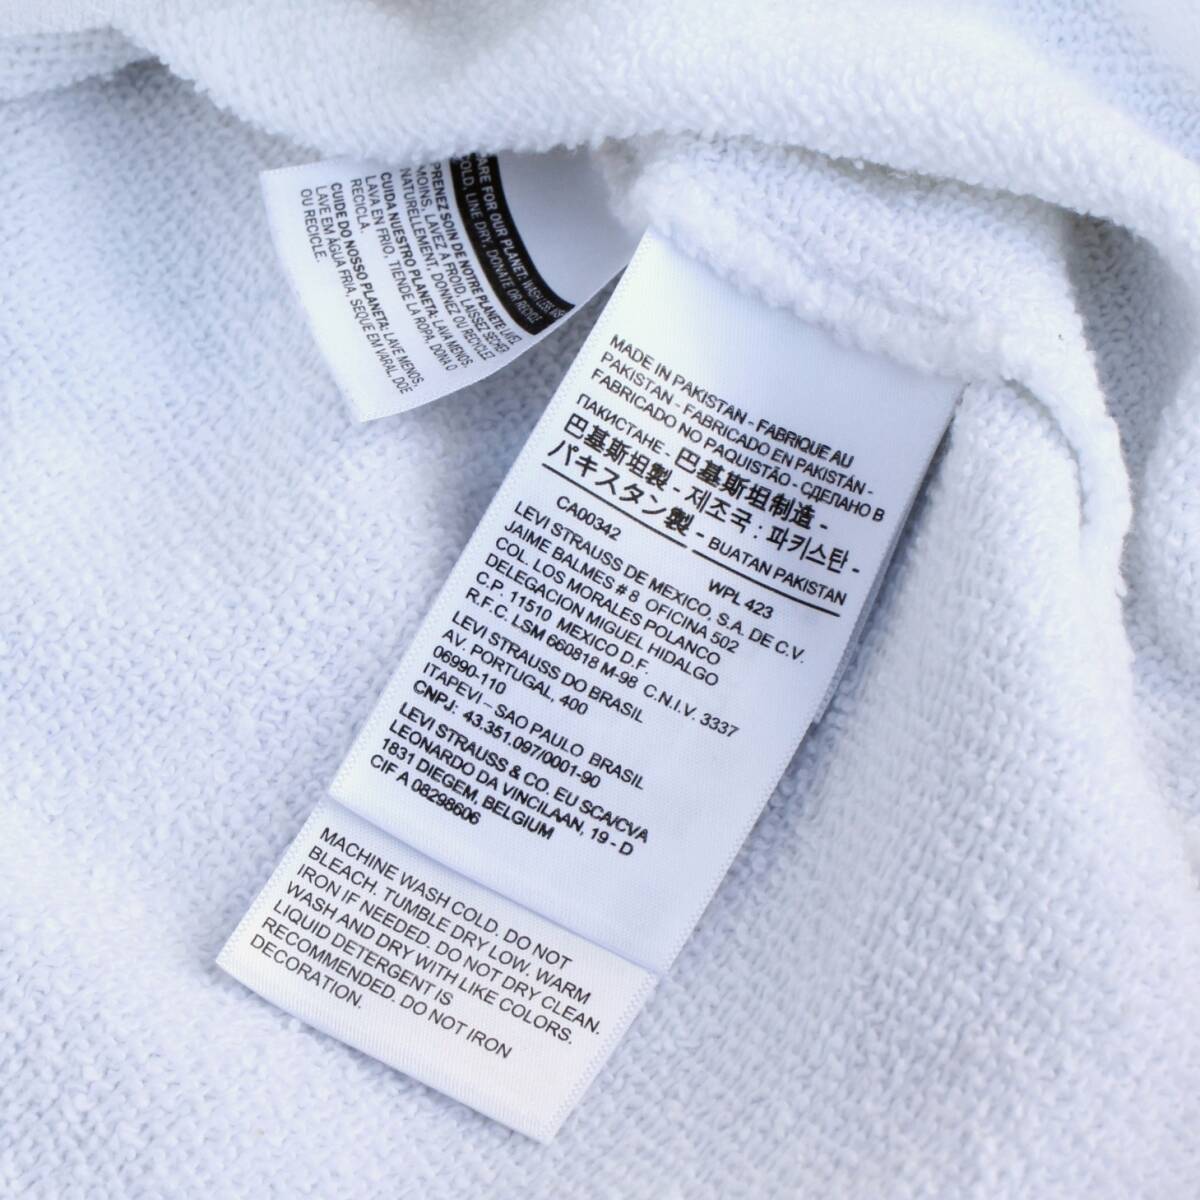 ARE FOR OUR PLANET: WASH LESS,
OLD, LINE DRY, DONATE OR RECYCLE
PRENEZ SOIN DE NOTRE PLANÈTE LAVEZ
MOINS, LAVEZ À FROID, LAISSEZ SÉCHER
NATURELLEMENT, DONNEZ OU RECYCLEZ
CUIDA NUESTRO PLANETA: LAVA MENOS,
LAVA EN FRIO, TIENDE LA ROPA, DONA O
RECICLA.
CUIDE DO NOSSO PLANETA: LAVE MENOS,
LAVE EM ÁGUA FRIA, SEQUE EM VARAL, DOE
OU RECICLE.
MADE IN PAKISTAN - FABRIQUE AU
PAKISTAN - FABRICADO EN PAKISTÁN -
FABRICADO NO PAQUISTÃO - СДЕЛАНО В
ПАКИСТАНЕ - 巴基斯坦制造 -
巴基斯坦製 - 제조국 : 파키스탄 -
パキスタン製 - BUATAN PAKISTAN
CA00342 WPL 423
LEVI STRAUSS DE MEXICO, S.A. DE C.V.
JAIME BALMES # 8 OFICINA 502
COL. LOS MORALES POLANCO
DELEGACION MIGUEL HIDALGO
C.P. 11510 MEXICO D.F.
R.F.C. LSM 660818 M-98 C.N.I.V. 3337
LEVI STRAUSS DO BRASIL
AV. PORTUGAL, 400
06990-110
ITAPEVI – SAO PAULO BRASIL
CNPJ: 43.351.097/0001-90
LEVI STRAUSS & CO. EU SCA/CVA
LEONARDO DA VINCILAAN, 19 - D
1831 DIEGEM, BELGIUM
CIF A 08298606
MACHINE WASH COLD. DO NOT
BLEACH. TUMBLE DRY LOW. WARM
IRON IF NEEDED. DO NOT DRY CLEAN.
WASH AND DRY WITH LIKE COLORS.
LIQUID DETERGENT IS
RECOMMENDED. DO NOT IRON
DECORATION.